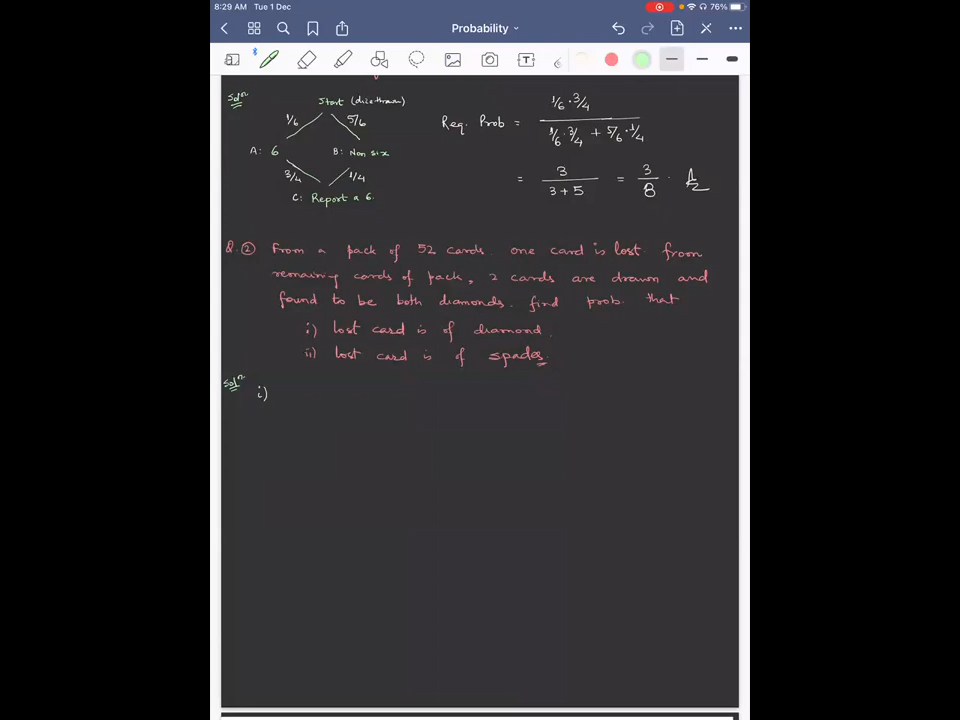 8:29 AM Tue 1 Dec 76%
Probability
Solⁿ
Start (dice thrown)
1/6 5/6
A: 6 B: Non six
3/4 1/4
C: Report a 6.
Req. Prob = 1/6 · 3/4 / 1/6 · 3/4 + 5/6 · 1/4
= 3 / 3 + 5 = 3 / 8 .
Q. ② From a pack of 52 cards. one card is lost. from
remaining cards of pack, 2 cards are drawn and
found to be both diamonds. find prob. that
i) lost card is of diamond.
ii) lost card is of spades.
Solⁿ i)